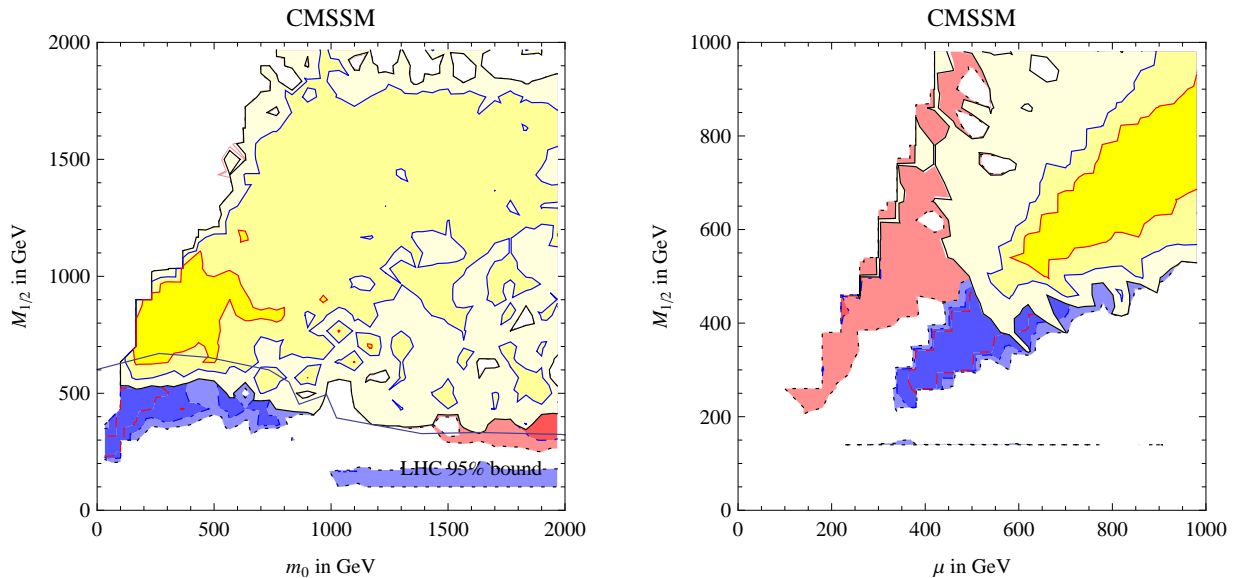 CMSSM
2000
1500
1000
500
0
0 500 1000 1500 2000
M1/2 in GeV
m0 in GeV
LHC 95% bound
CMSSM
1000
800
600
400
200
0
0 200 400 600 800 1000
M1/2 in GeV
μ in GeV